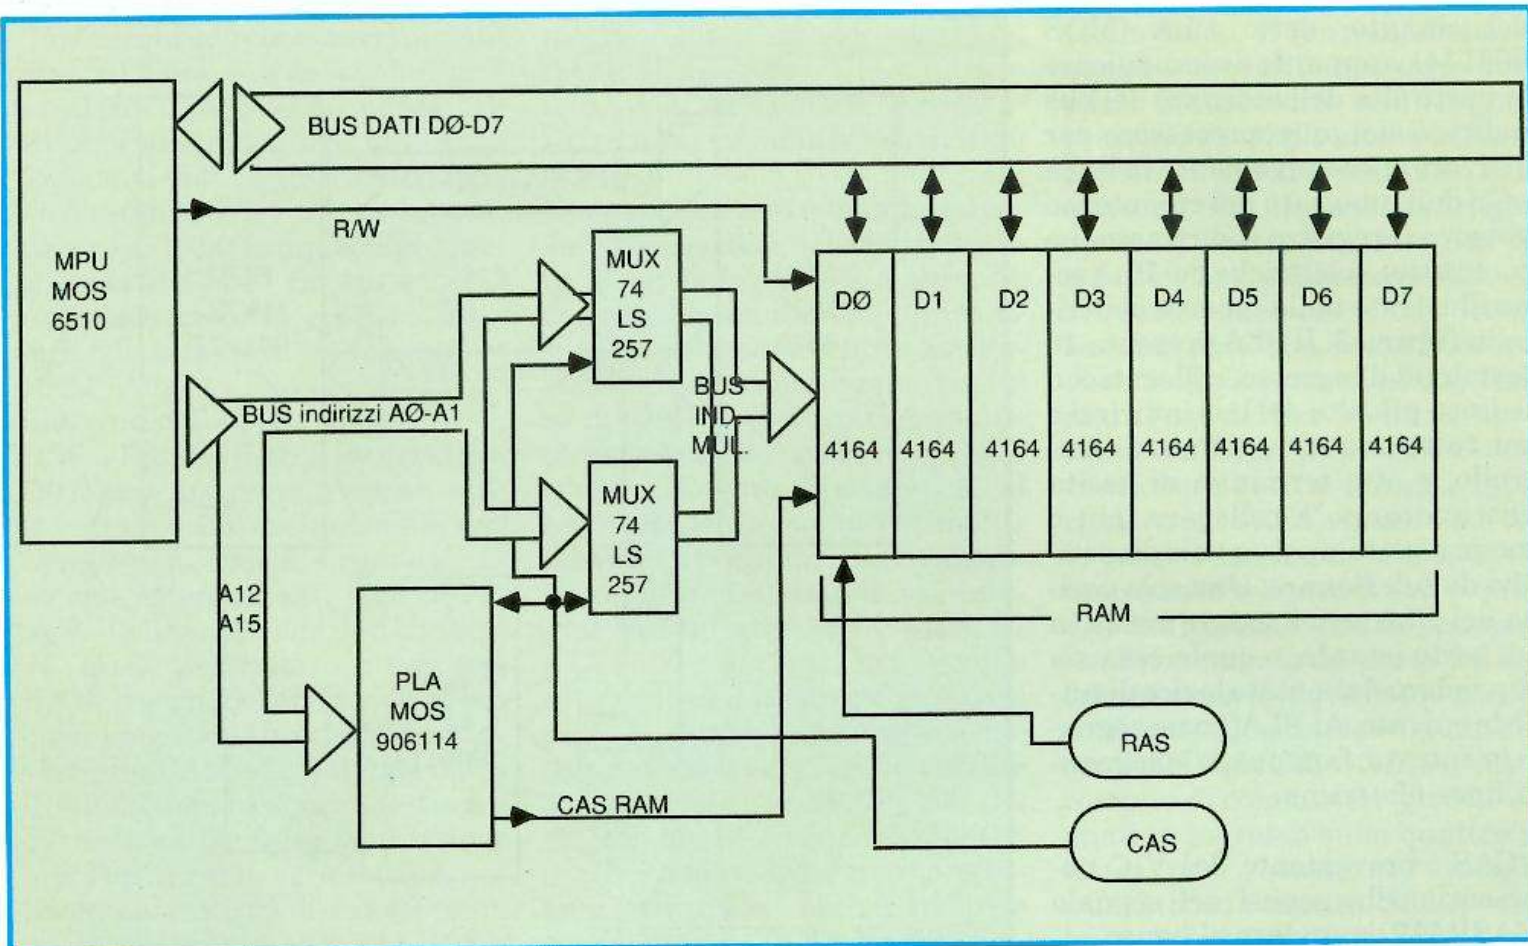 BUS DATI DØ-D7
R/W
MPU
MOS
6510
MUX
74
LS
257
DØ D1 D2 D3 D4 D5 D6 D7
BUS
IND.
MUL.
BUS indirizzi AØ-A1
4164 4164 4164 4164 4164 4164 4164 4164
MUX
74
LS
257
A12
A15
RAM
PLA
MOS
906114
RAS
CAS RAM
CAS